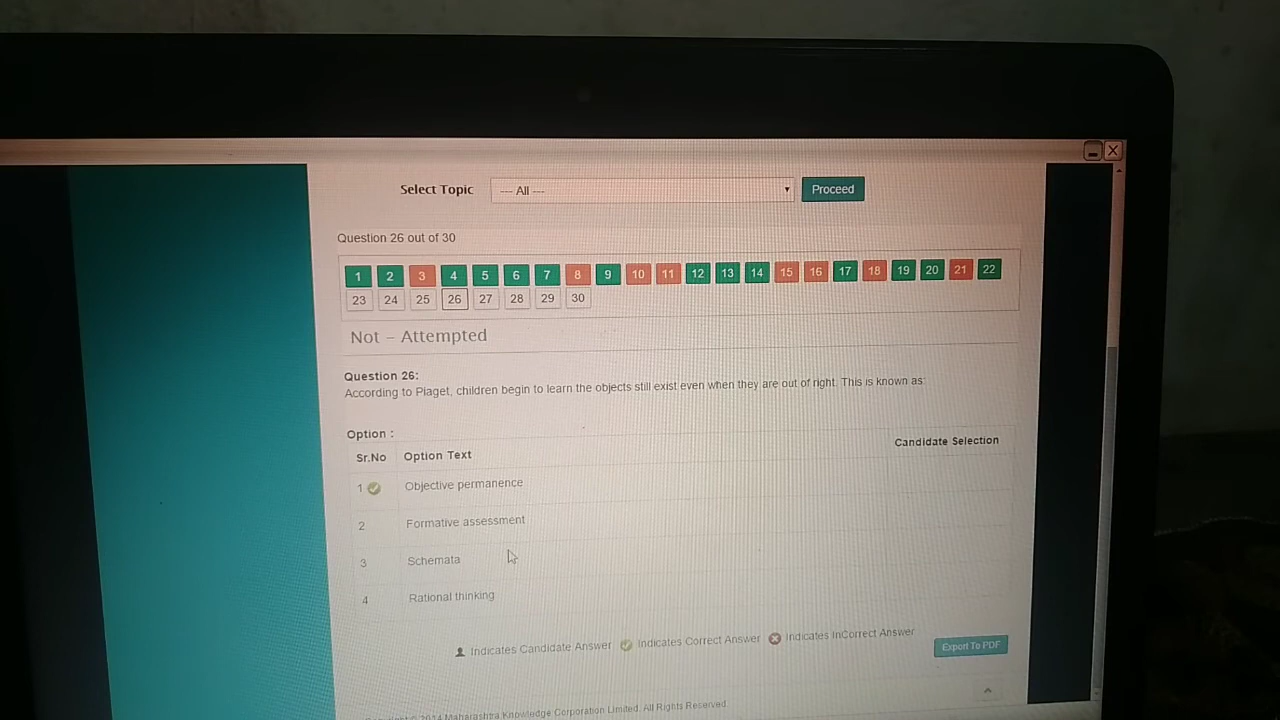 Select Topic --- All --- Proceed
Question 26 out of 30
1 2 3 4 5 6 7 8 9 10 11 12 13 14 15 16 17 18 19 20 21 22
23 24 25 26 27 28 29 30
Not – Attempted
Question 26:
According to Piaget, children begin to learn the objects still exist even when they are out of right. This is known as:
Option :
Sr.No Option Text Candidate Selection
1 Objective permanence
2 Formative assessment
3 Schemata
4 Rational thinking
Indicates Candidate Answer Indicates Correct Answer Indicates InCorrect Answer Export To PDF
2014 Maharashtra Knowledge Corporation Limited. All Rights Reserved.